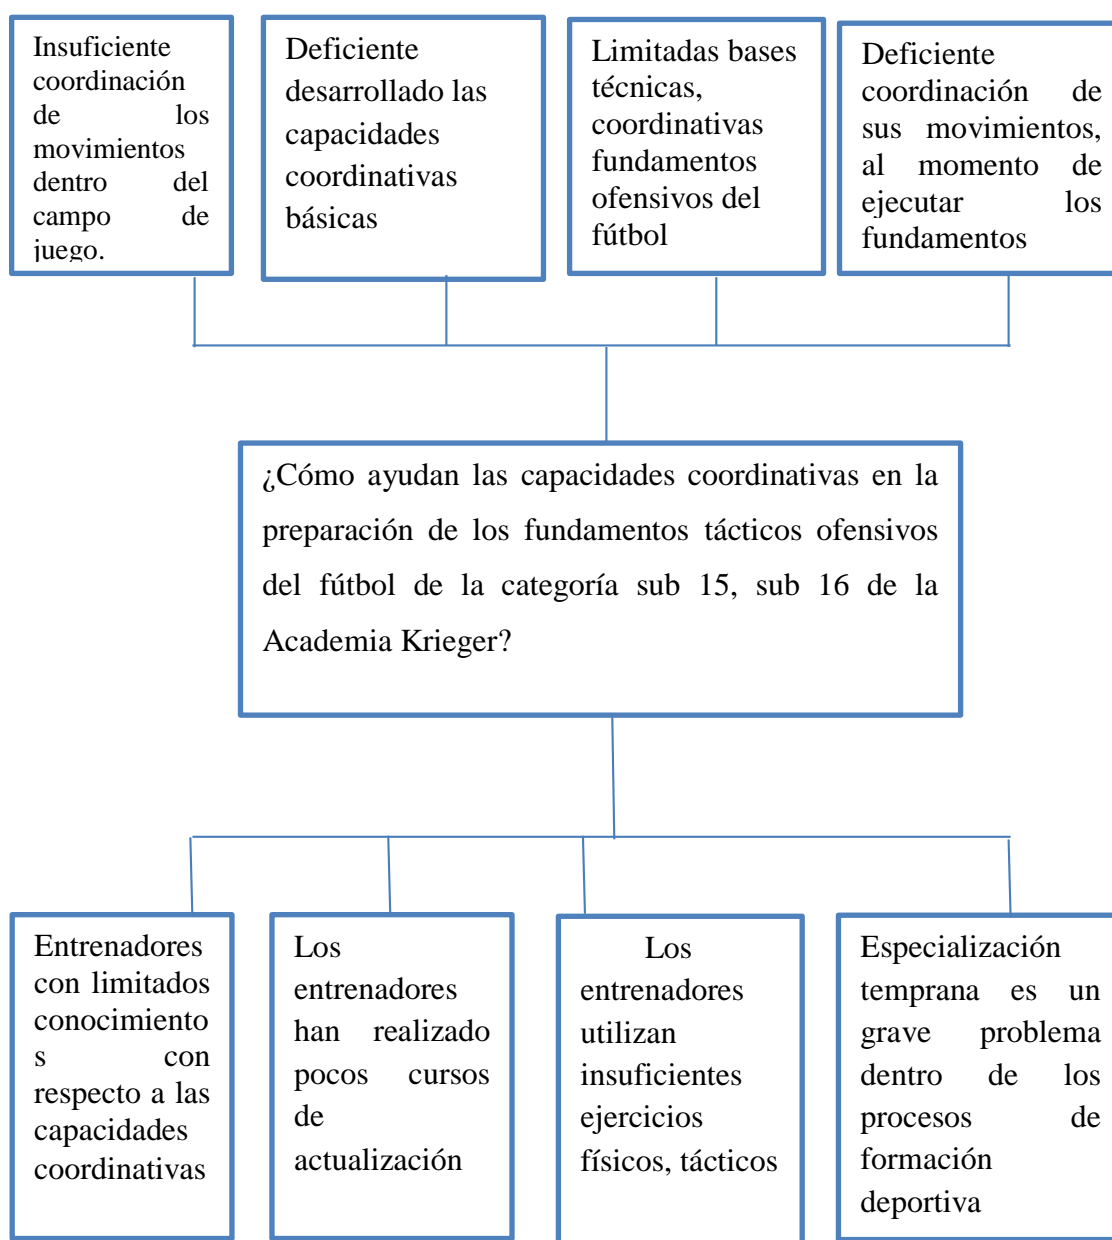 Insuficiente
coordinación
de los
movimientos
dentro del
campo de
juego.
Deficiente
desarrollado las
capacidades
coordinativas
básicas
Limitadas bases
técnicas,
coordinativas
fundamentos
ofensivos del
fútbol
Deficiente
coordinación de
sus movimientos,
al momento de
ejecutar los
fundamentos
¿Cómo ayudan las capacidades coordinativas en la
preparación de los fundamentos tácticos ofensivos
del fútbol de la categoría sub 15, sub 16 de la
Academia Krieger?
Entrenadores
con limitados
conocimiento
s con
respecto a las
capacidades
coordinativas
Los
entrenadores
han realizado
pocos cursos
de
actualización
Los
entrenadores
utilizan
insuficientes
ejercicios
físicos, tácticos
Especialización
temprana es un
grave problema
dentro de los
procesos de
formación
deportiva